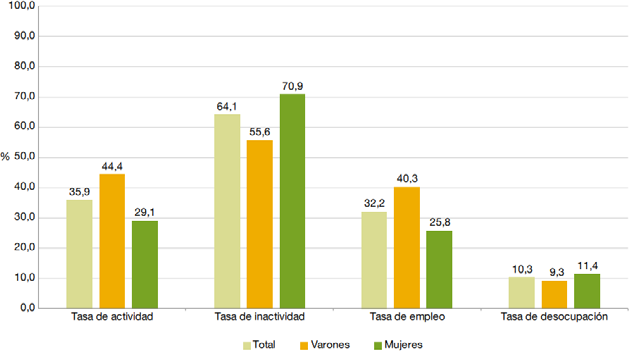 100,0
90,0
80,0
70,0
60,0
% 50,0
40,0
30,0
20,0
10,0
0,0
35,9 44,4 29,1
64,1 55,6 70,9
32,2 40,3 25,8
10,3 9,3 11,4
Tasa de actividad Tasa de inactividad Tasa de empleo Tasa de desocupación
Total Varones Mujeres